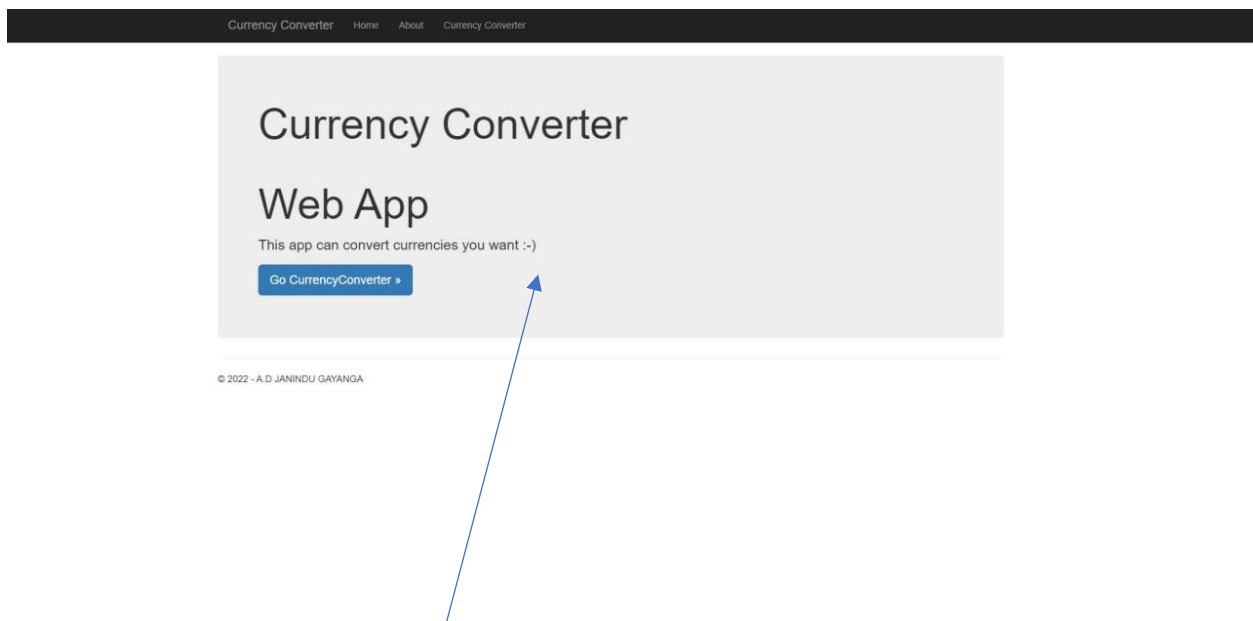 Currency Converter Home About Currency Converter
Currency Converter
Web App
This app can convert currencies you want :-)
Go CurrencyConverter »
© 2022 - A.D JANINDU GAYANGA